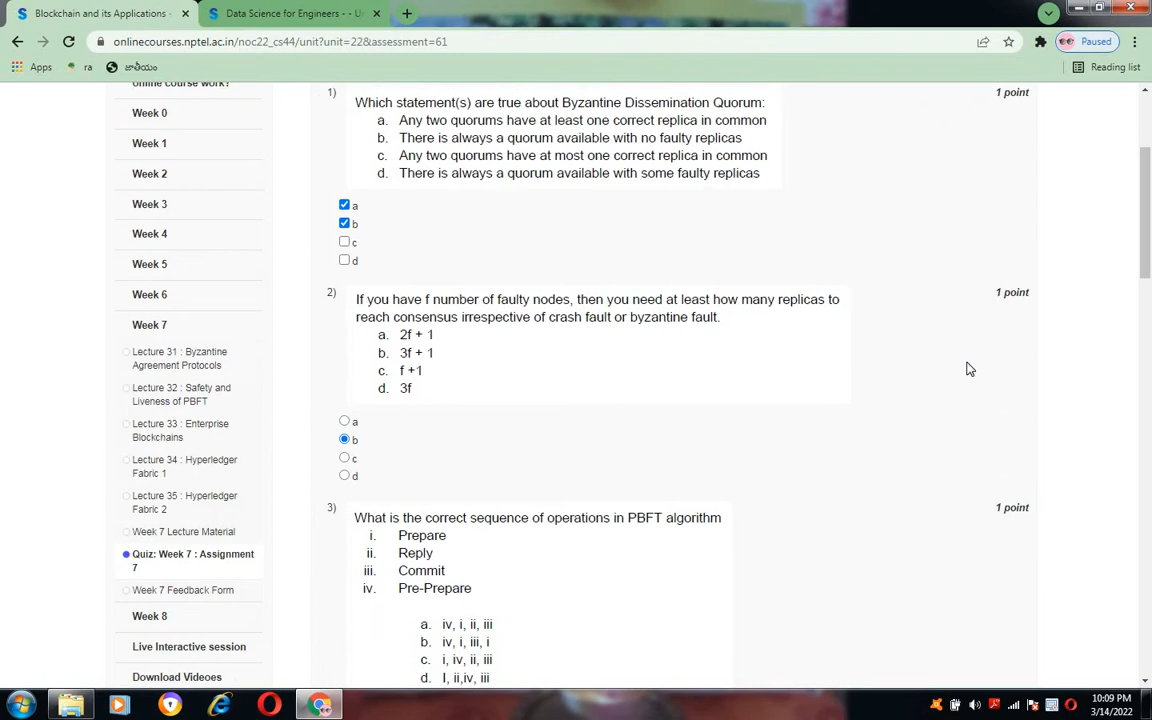 Blockchain and its Applications -
Data Science for Engineers - - U
onlinecourses.nptel.ac.in/noc22_cs44/unit?unit=22&assessment=61
Paused
Apps
ra
జాతీయం
Reading list
online course work?
Week 0
Week 1
Week 2
Week 3
Week 4
Week 5
Week 6
Week 7
Lecture 31 : Byzantine
Agreement Protocols
Lecture 32 : Safety and
Liveness of PBFT
Lecture 33 : Enterprise
Blockchains
Lecture 34 : Hyperledger
Fabric 1
Lecture 35 : Hyperledger
Fabric 2
Week 7 Lecture Material
Quiz: Week 7 : Assignment
7
Week 7 Feedback Form
Week 8
Live Interactive session
Download Videoes
1)
1 point
Which statement(s) are true about Byzantine Dissemination Quorum:
a. Any two quorums have at least one correct replica in common
b. There is always a quorum available with no faulty replicas
c. Any two quorums have at most one correct replica in common
d. There is always a quorum available with some faulty replicas
a
b
c
d
2)
1 point
If you have f number of faulty nodes, then you need at least how many replicas to
reach consensus irrespective of crash fault or byzantine fault.
a. 2f + 1
b. 3f + 1
c. f +1
d. 3f
a
b
c
d
3)
1 point
What is the correct sequence of operations in PBFT algorithm
i. Prepare
ii. Reply
iii. Commit
iv. Pre-Prepare
a. iv, i, ii, iii
b. iv, i, iii, i
c. i, iv, ii, iii
d. I, ii,iv, iii
10:09 PM
3/14/2022